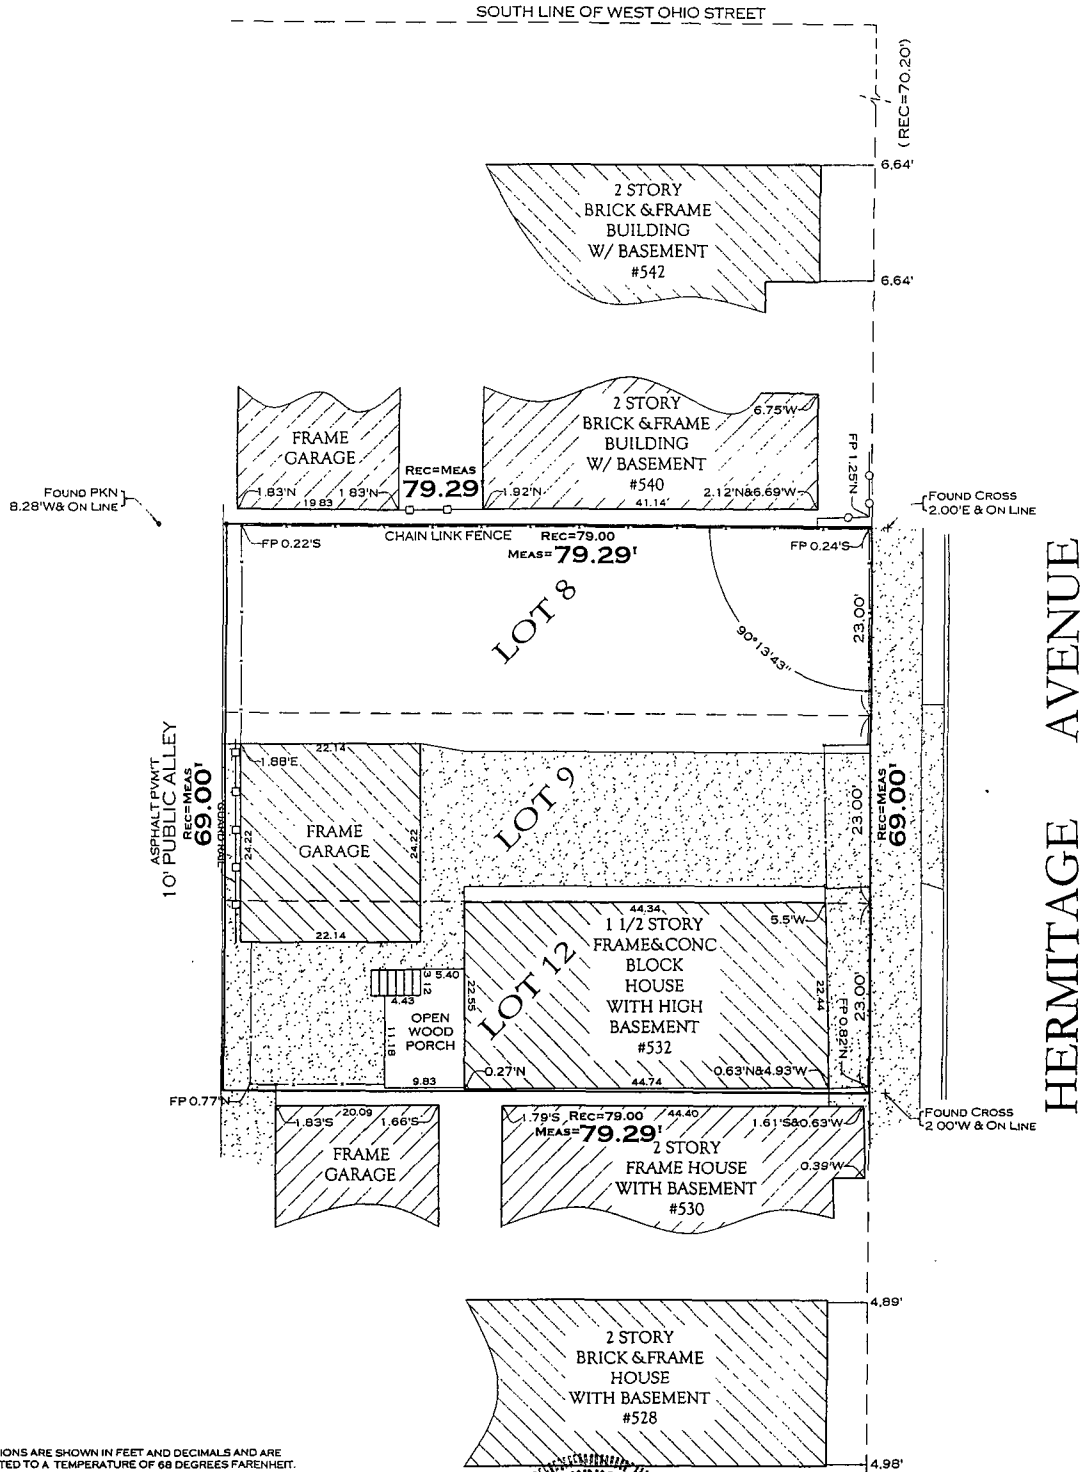 SOUTH LINE OF WEST OHIO STREET
(REC=70.20')
6.64'
2 STORY
BRICK &FRAME
BUILDING
W/ BASEMENT
#542
6.64'
2 STORY
BRICK &FRAME
BUILDING
W/ BASEMENT
#540
6.75'W
FRAME
GARAGE
REC=MEAS
79.29'
1.83'N
1 83'N
19 83
1.92'N
41.14'
2.12'N&6.69'W
FP 1.25'N
FOUND PKN
8.28'W& ON LINE
FOUND CROSS
2.00'E & ON LINE
FP 0.22'S
CHAIN LINK FENCE
REC=79.00
MEAS=79.29'
FP 0.24'S
LOT 8
90°13'43"
23.00'
HERMITAGE AVENUE
ASPHALT PVM'T
10' PUBLIC ALLEY
REC=MEAS
69.00'
22.14
1.88'E
FRAME
GARAGE
24.22
24.22
22.14
LOT 9
23.00'
REC=MEAS
69.00'
44.34
5.5'W
1 1/2 STORY
FRAME&CONC
BLOCK
HOUSE
WITH HIGH
BASEMENT
#532
LOT 12
22.55
22.44
23.00'
FP 0.82'N
3.12
5.40
4.43
OPEN
WOOD
PORCH
11.18
9.83
0.27'N
44.74
0.63'N&4.93'W
FP 0.77'N
FOUND CROSS
2 00'W & ON LINE
20.09
1.83'S
1.66'S
FRAME
GARAGE
1.79'S
REC=79.00
MEAS=79.29'
44.40
1.61'S&0.63'W
2 STORY
FRAME HOUSE
WITH BASEMENT
#530
0.39'W
4.89'
2 STORY
BRICK &FRAME
HOUSE
WITH BASEMENT
#528
4.98'
IONS ARE SHOWN IN FEET AND DECIMALS AND ARE
TED TO A TEMPERATURE OF 68 DEGREES FARENHEIT.